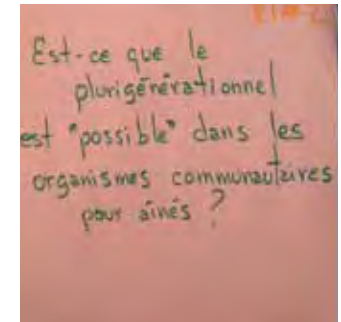 Est-ce que le
plurigénérationnel
est "possible" dans les
organismes communautaires
pour aînés ?